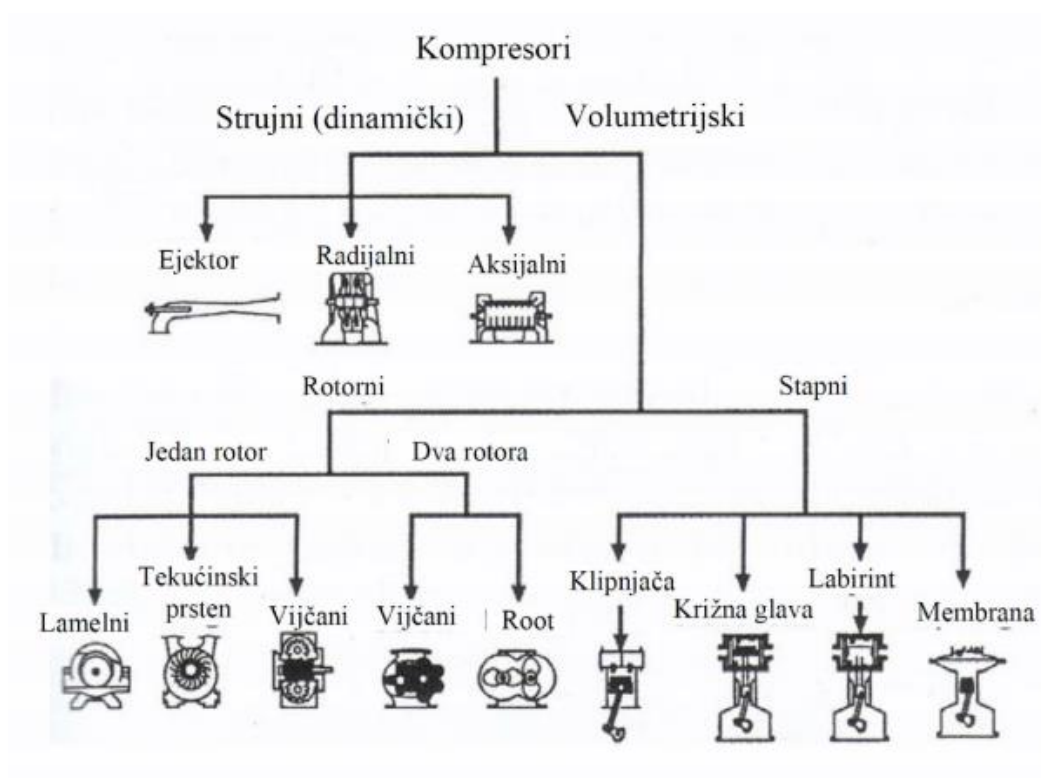 Kompresori
Strujni (dinamički)
Volumetrijski
Ejektor
Radijalni
Aksijalni
Rotorni
Stapni
Jedan rotor
Dva rotora
Lamelni
Tekućinski
prsten
Vijčani
Vijčani
Root
Klipnjača
Križna glava
Labirint
Membrana